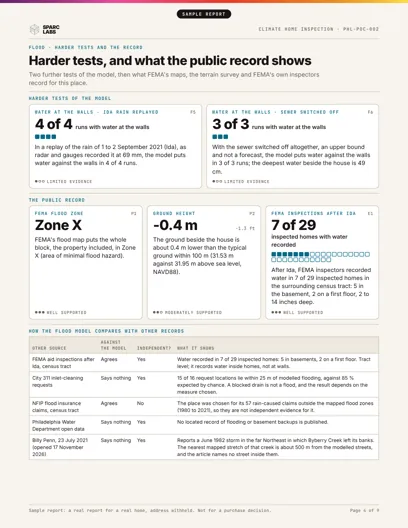 SAMPLE REPORT
SPARC
LABS
CLIMATE HOME INSPECTION · PHL-POC-002
FLOOD · HARDER TESTS AND THE RECORD
Harder tests, and what the public record shows
Two further tests of the model, then FEMA's maps, the terrain survey and FEMA's own inspectors
record for this place.
HARDER TESTS OF THE MODEL
WATER AT THE WALLS · IDA RAIN REPLAYED
4 of 4 runs with water at the walls
In a replay of the rain of 1 to 2 September 2021 (Ida), as
radar and gauges recorded it at 69 mm, the model puts
water against the walls in 4 of 4 runs.
LIMITED EVIDENCE
WATER AT THE WALLS · SEWER SWITCHED OFF
F6
3 of 3 runs with water at the walls
With the sewer switched off altogether, an upper bound
and not a forecast, the model puts water against the walls
in 3 of 3 runs; the deepest water beside the house is 49
cm.
LIMITED EVIDENCE
THE PUBLIC RECORD
FEMA FLOOD ZONE
P1
Zone X
FEMA's flood map puts the whole
block, the property included, in Zone
X (area of minimal flood hazard).
WELL SUPPORTED
GROUND HEIGHT
P2
-0.4 m
-1.3 ft
The ground beside the house is
about 0.4 m lower than the typical
ground within 100 m (31.53 m
against 31.95 m above sea level,
NAVD88).
MODERATELY SUPPORTED
FEMA INSPECTIONS AFTER IDA
E1
7 of 29
inspected homes with water
recorded
After Ida, FEMA inspectors recorded
water in 7 of 29 inspected homes in
the surrounding census tract: 5 in
the basement, 2 on a first floor, 2 to
14 inches deep.
WELL SUPPORTED
HOW THE FLOOD MODEL COMPARES WITH OTHER RECORDS
OTHER SOURCE
AGAINST
THE MODEL
INDEPENDENT?
WHAT IT SHOWS
FEMA aid inspections after
Ida, census tract
Agrees
Yes
Water recorded in 7 of 29 inspected homes: 5 in basements, 2 on a first floor. Tract
level; it records water inside homes, not at walls.
City 311 inlet-cleaning
requests
Says nothing
Yes
15 of 16 request locations lie within 25 m of modelled flooding, against 85 %
expected by chance. A blocked drain is not a flood, and the result depends on the
measure chosen.
NFIP flood insurance
claims, census tract
Agrees
No
The place was chosen for its 57 rain-caused claims outside the mapped flood zones
(1980 to 2021), so they are not independent evidence for it.
Philadelphia Water
Department open data
Says nothing
Yes
No located record of flooding or basement backups is published.
Billy Penn, 23 July 2021
(opened 17 November
2026)
Says nothing
Yes
Reports a June 1982 storm in the far Northeast in which Byberry Creek left its banks.
The nearest mapped stretch of that creek is about 500 m from the modelled streets,
and the article names no street inside them.
Sample report: a real report for a real home, address withheld. Not for a purchase decision.